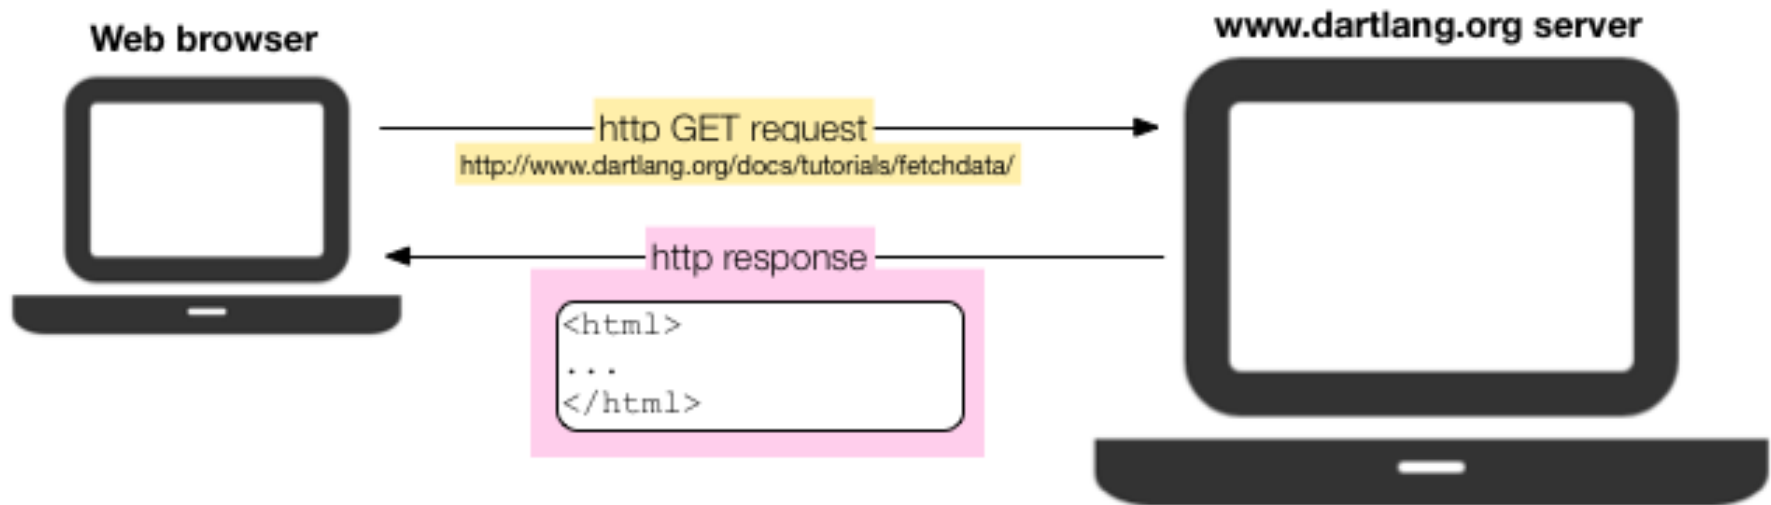 Web browser
www.dartlang.org server
http GET request
http://www.dartlang.org/docs/tutorials/fetchdata/
http response
<html>
...
</html>